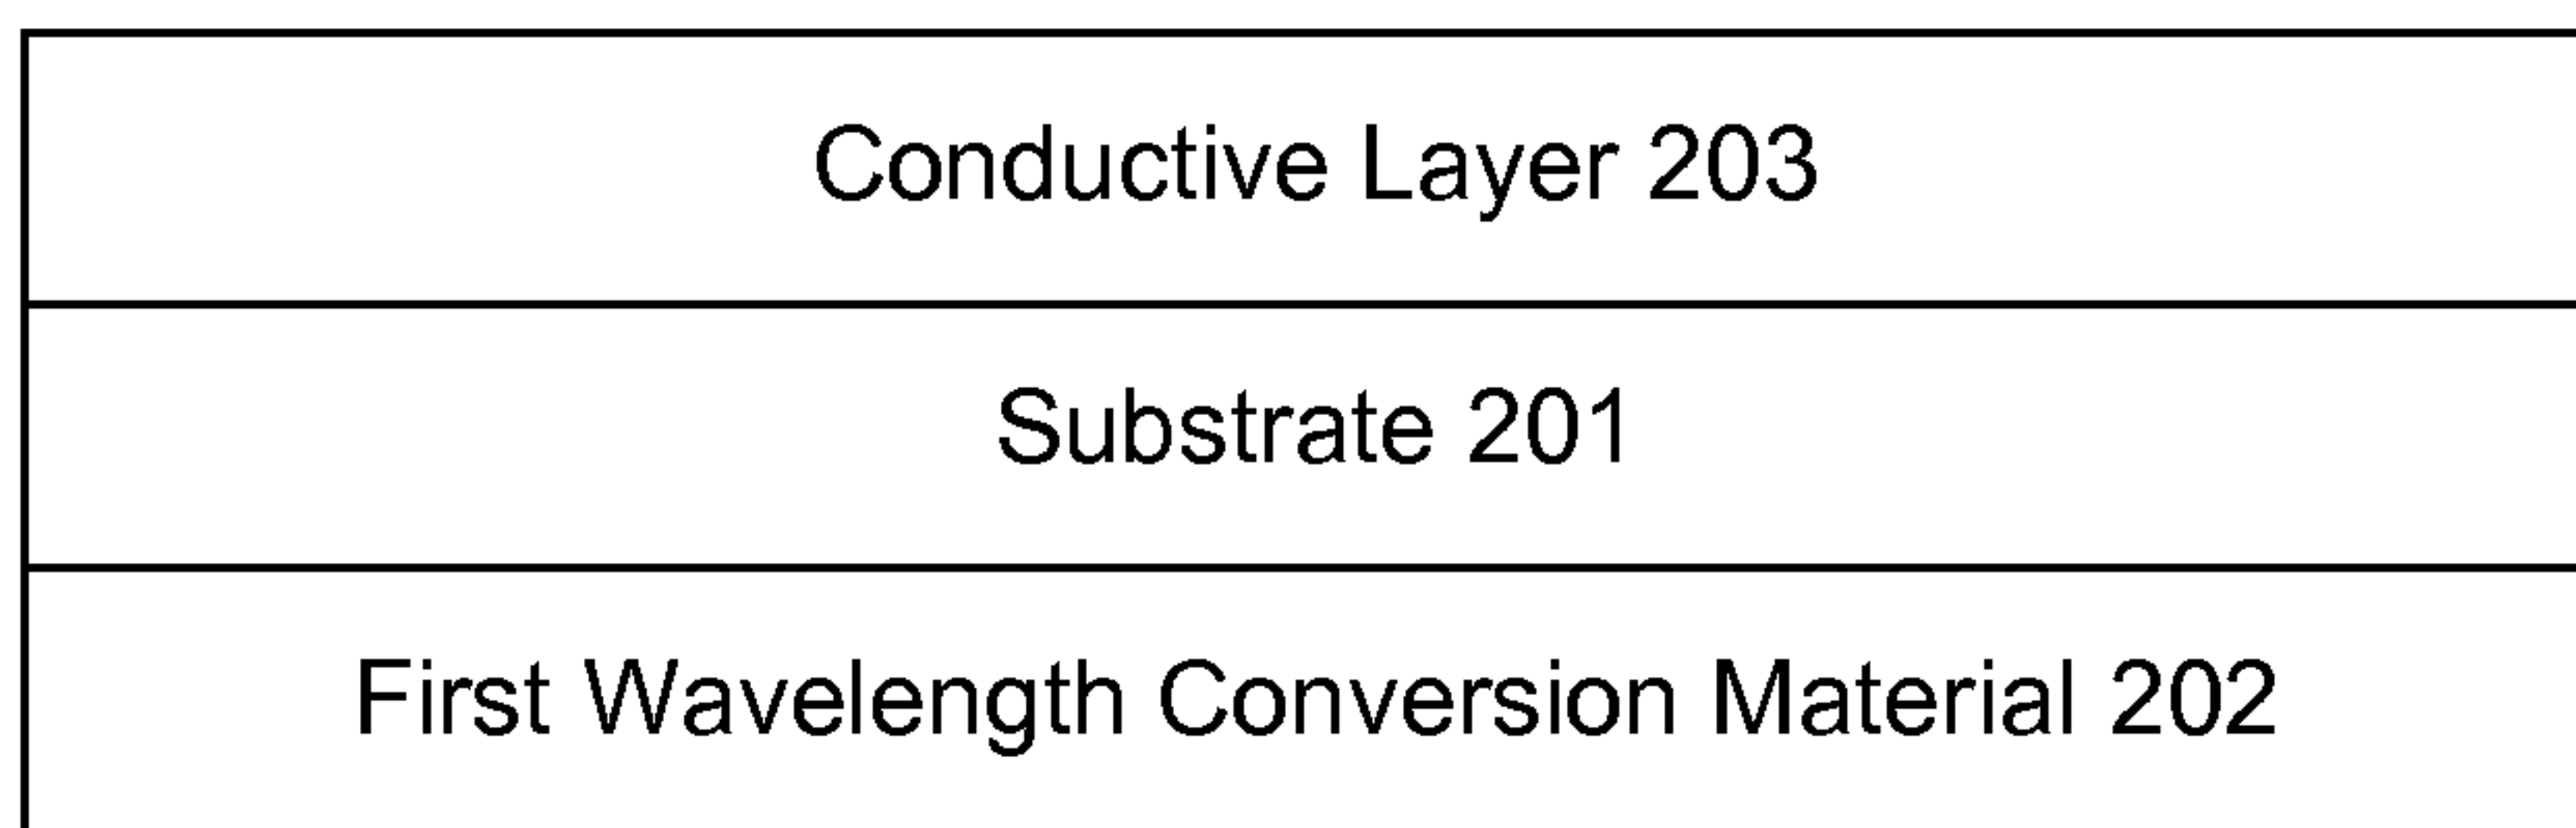 Conductive Layer 203
Substrate 201
First Wavelength Conversion Material 202